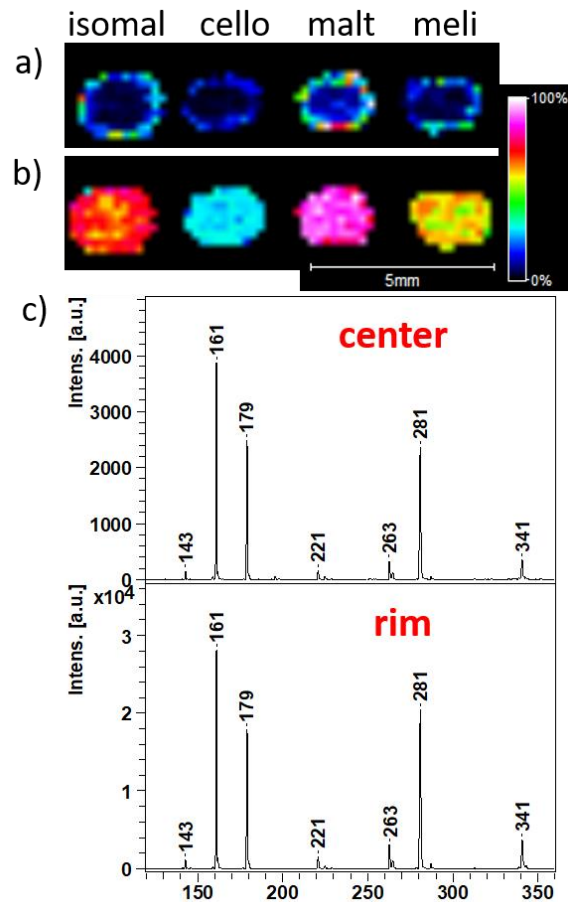 isomal cello malt meli
a)
100%
b)
0%
5mm
c)
Intens. [a.u.]
center
4000
3000
2000
1000
0
143
161
179
221
263
281
341
x10⁴
Intens. [a.u.]
rim
3
2
1
0
143
161
179
221
263
281
341
150 200 250 300 350